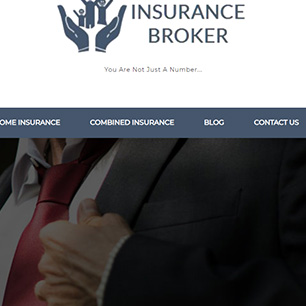 INSURANCE
BROKER
You Are Not Just A Number...
OME INSURANCE
COMBINED INSURANCE
BLOG
CONTACT US